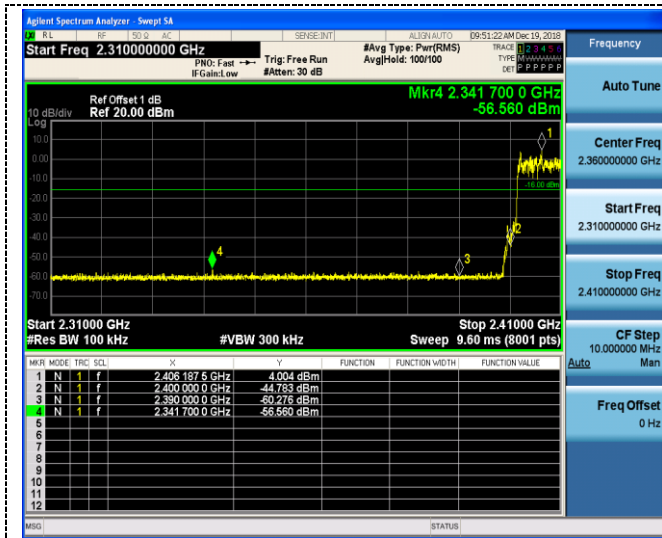 Agilent Spectrum Analyzer - Swept SA
RL RF 50 Ω AC SENSE:INT ALIGN AUTO 09:51:22 AM Dec 19, 2018
Start Freq 2.310000000 GHz
PNO: Fast
IFGain:Low
Trig: Free Run
#Atten: 30 dB
#Avg Type: Pwr(RMS)
Avg|Hold: 100/100
TRACE 1 2 3 4 5 6
TYPE M W W W W W
DET P P P P P P
Ref Offset 1 dB
Ref 20.00 dBm
10 dB/div
Log
Mkr4 2.341 700 0 GHz
-56.560 dBm
10.0
0.00
-10.0
-20.0
-30.0
-40.0
-50.0
-60.0
-70.0
1
-16.00 dBm
2
3
4
Start 2.31000 GHz Stop 2.41000 GHz
#Res BW 100 kHz #VBW 300 kHz Sweep 9.60 ms (8001 pts)
MKR MODE TRC SCL X Y FUNCTION FUNCTION WIDTH FUNCTION VALUE
1 N 1 f 2.406 187 5 GHz 4.004 dBm
2 N 1 f 2.400 000 0 GHz -44.783 dBm
3 N 1 f 2.390 000 0 GHz -60.276 dBm
4 N 1 f 2.341 700 0 GHz -56.560 dBm
5
6
7
8
9
10
11
12
MSG STATUS
Frequency
Auto Tune
Center Freq
2.360000000 GHz
Start Freq
2.310000000 GHz
Stop Freq
2.410000000 GHz
CF Step
10.000000 MHz
Auto Man
Freq Offset
0 Hz